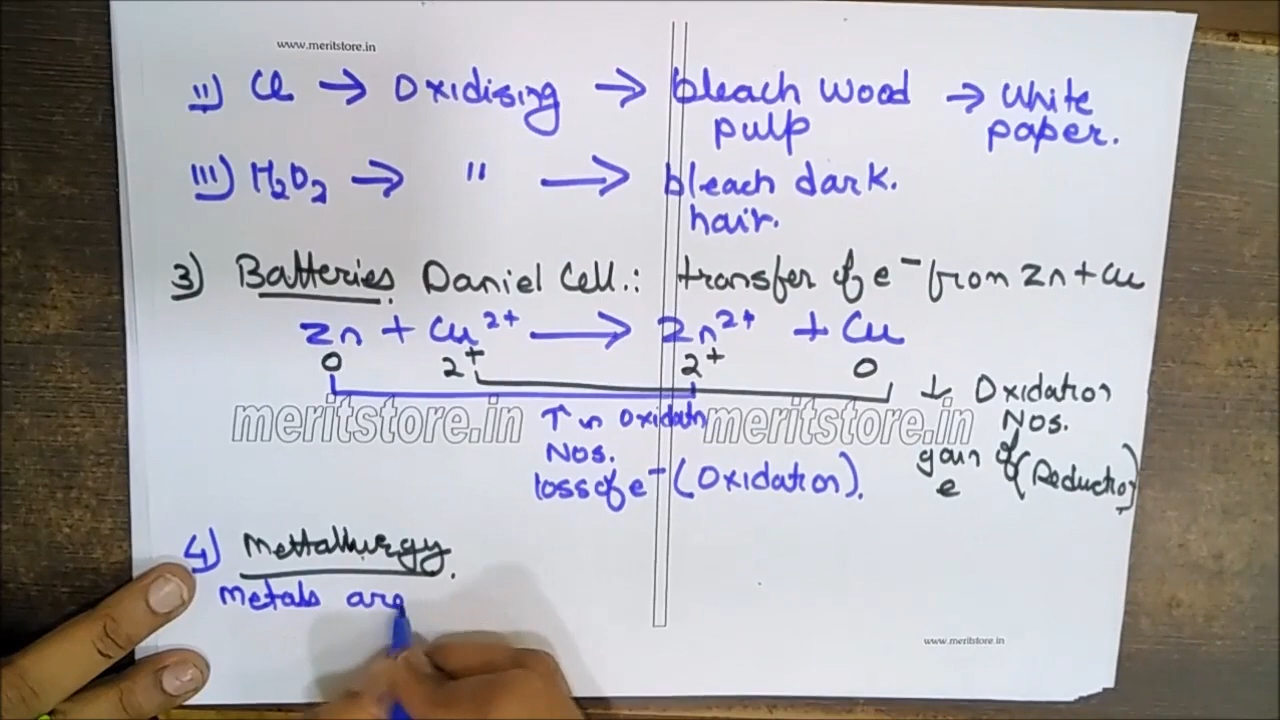 www.meritstore.in
ii) Cl → Oxidising → bleach wood pulp → White paper.
iii) H₂O₂ → " → bleach dark. hair.
3) Batteries. Daniel Cell.: transfer of e⁻ from Zn + Cu
Zn + Cu²⁺ → Zn²⁺ + Cu
0 2⁺ 2⁺ 0
↑ in Oxidatn Nos.
loss of e⁻ (Oxidation).
↓ Oxidation Nos.
gain of e (Reduction)
meritstore.in meritstore.in
4) Mettallurgy.
Metals are
www.meritstore.in